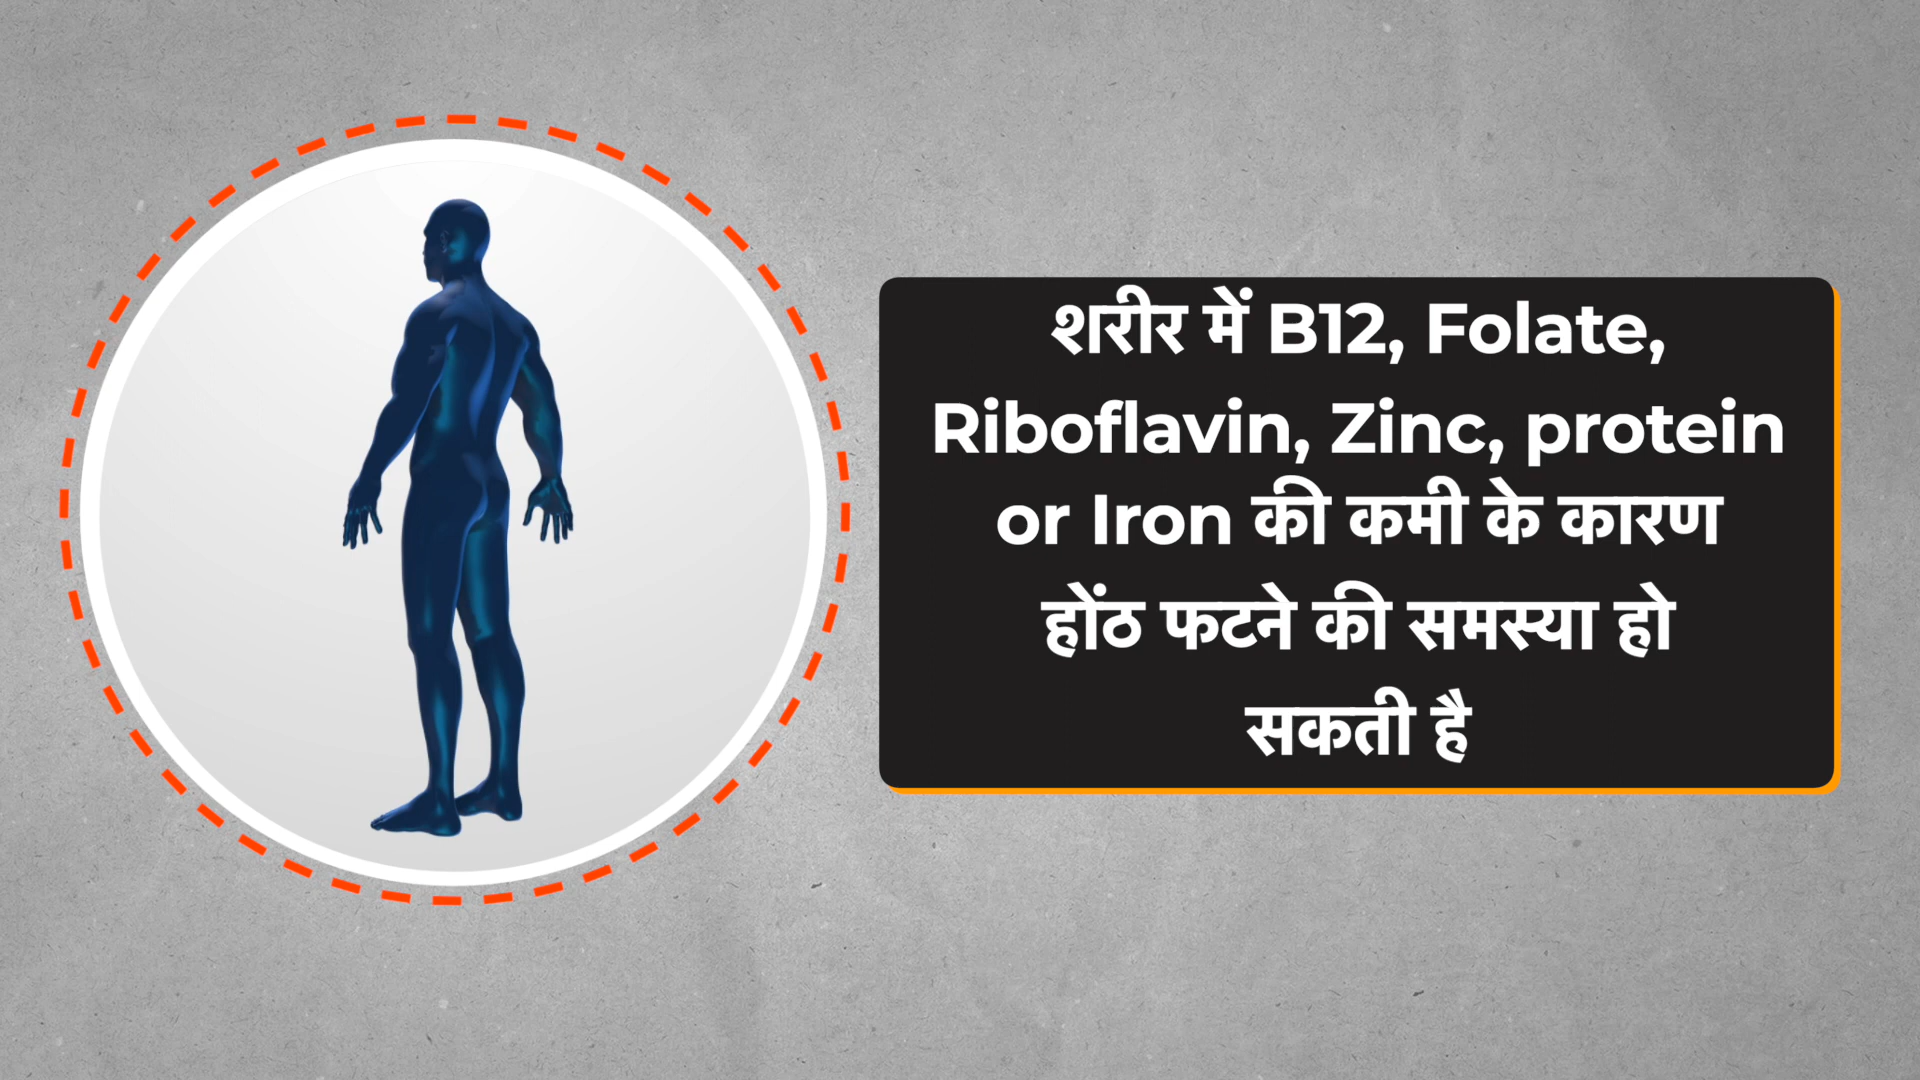 शरीर में B12, Folate,
Riboflavin, Zinc, protein
or Iron की कमी के कारण
होंठ फटने की समस्या हो
सकती है